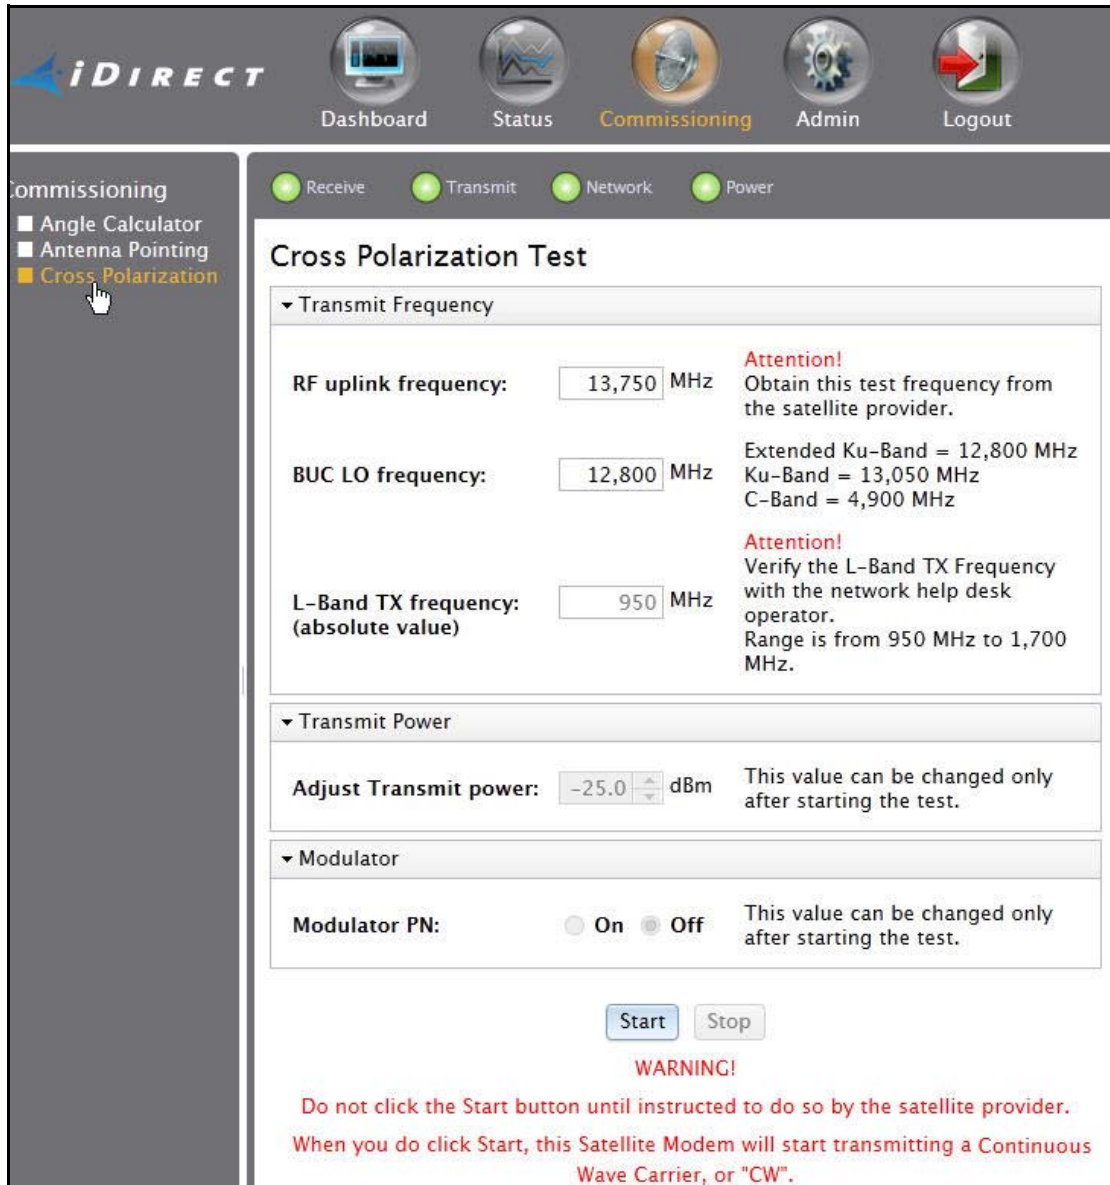 iDIRECT
Dashboard Status Commissioning Admin Logout
Commissioning
Angle Calculator
Antenna Pointing
Cross Polarization
Receive Transmit Network Power
Cross Polarization Test
Transmit Frequency
RF uplink frequency: 13,750 MHz
Attention!
Obtain this test frequency from
the satellite provider.
BUC LO frequency: 12,800 MHz
Extended Ku-Band = 12,800 MHz
Ku-Band = 13,050 MHz
C-Band = 4,900 MHz
L-Band TX frequency: 950 MHz
(absolute value)
Attention!
Verify the L-Band TX Frequency
with the network help desk
operator.
Range is from 950 MHz to 1,700
MHz.
Transmit Power
Adjust Transmit power: -25.0 dBm
This value can be changed only
after starting the test.
Modulator
Modulator PN: On Off
This value can be changed only
after starting the test.
Start Stop
WARNING!
Do not click the Start button until instructed to do so by the satellite provider.
When you do click Start, this Satellite Modem will start transmitting a Continuous
Wave Carrier, or "CW".